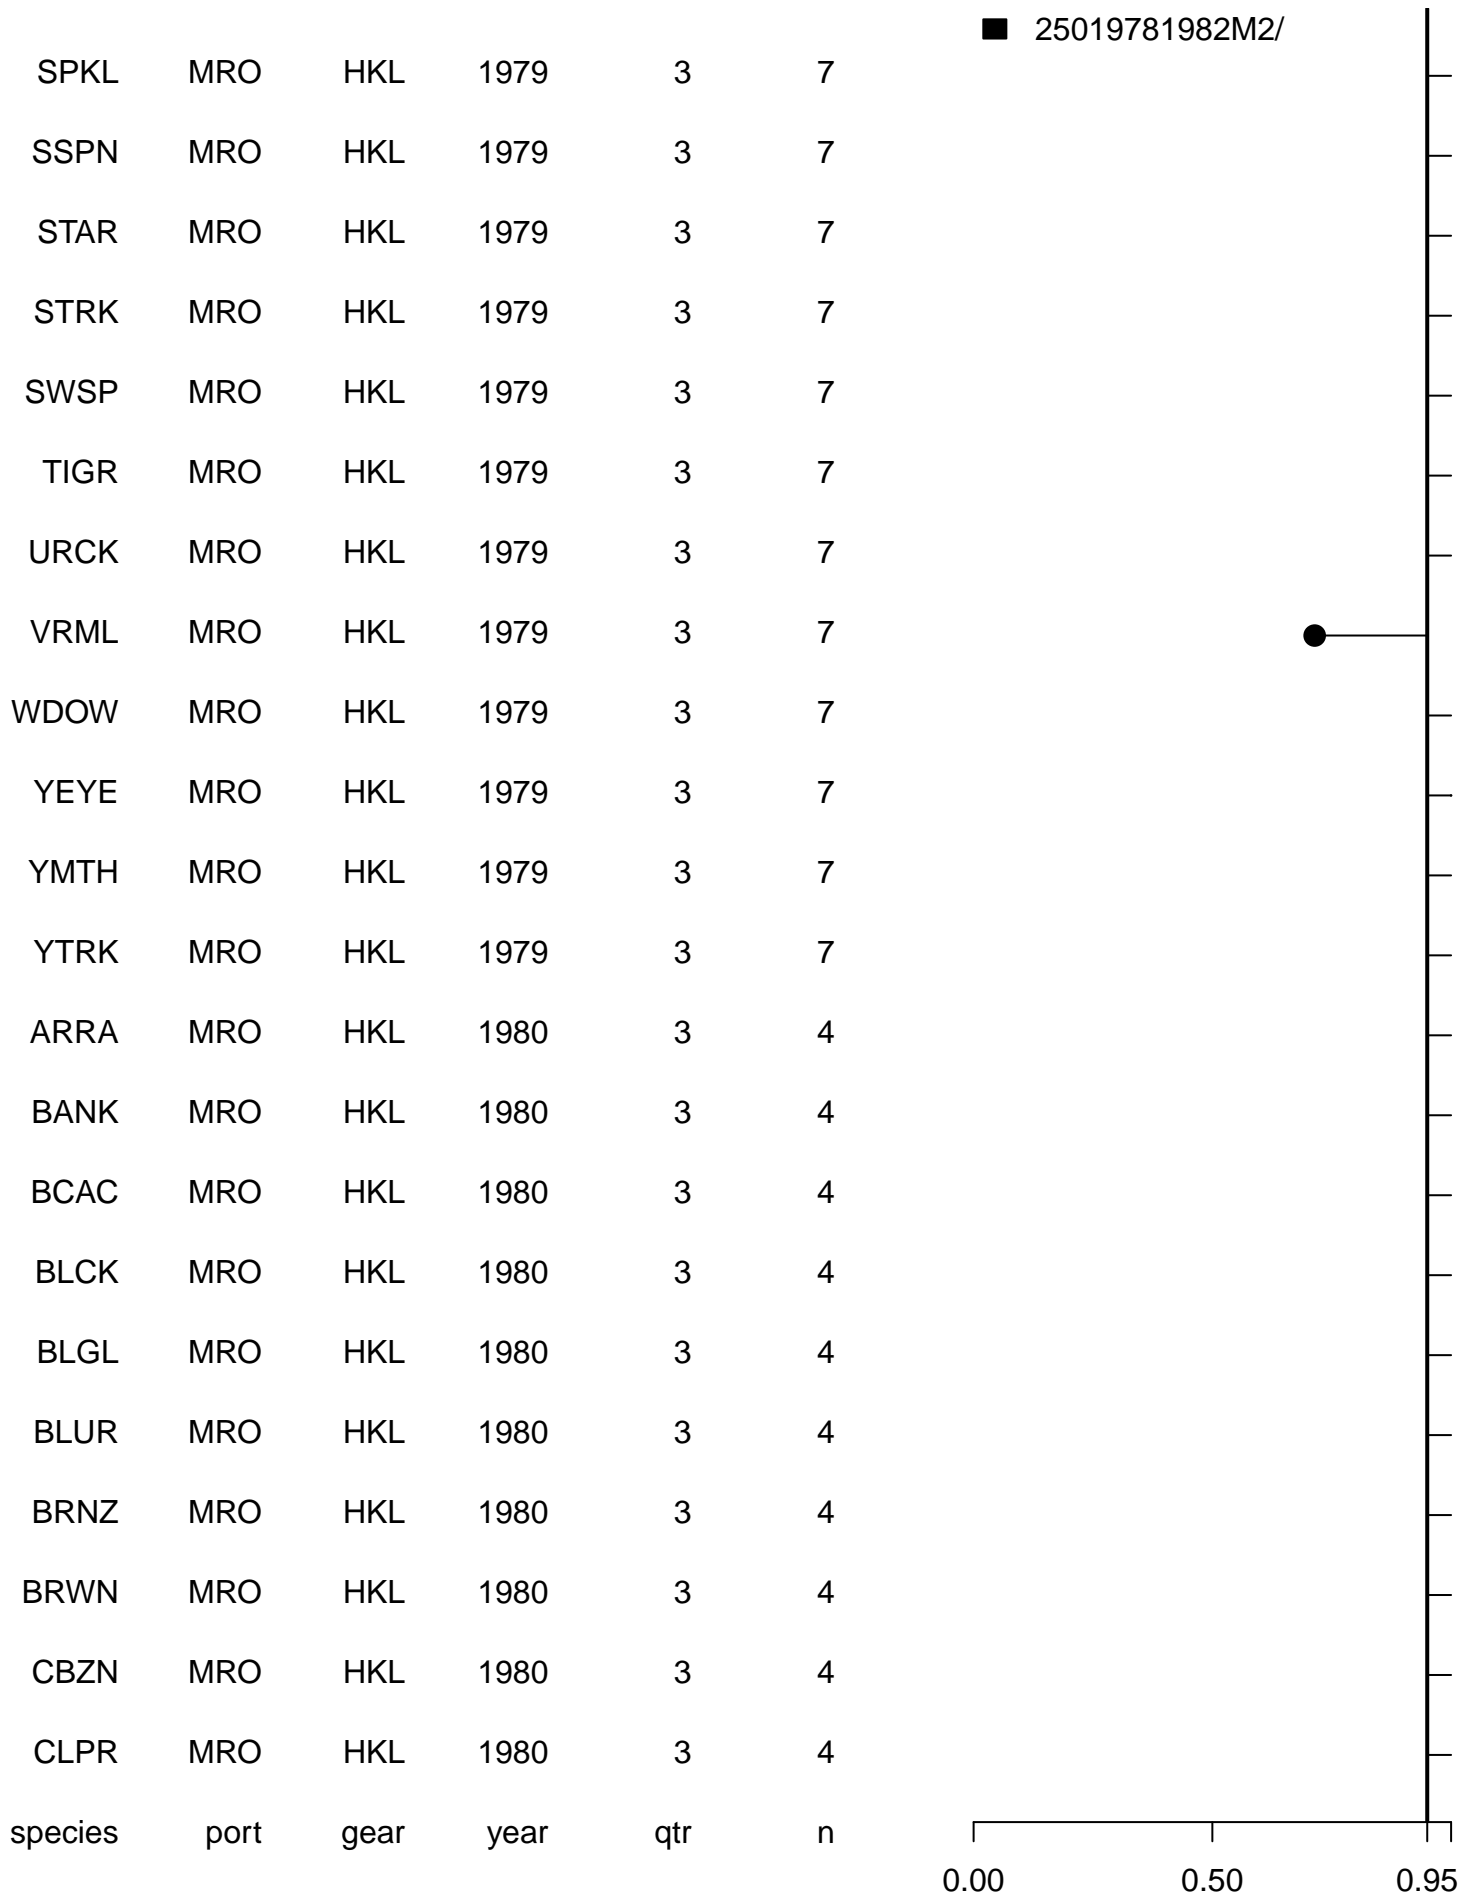 25019781982M2/
SPKL MRO HKL 1979 3 7
SSPN MRO HKL 1979 3 7
STAR MRO HKL 1979 3 7
STRK MRO HKL 1979 3 7
SWSP MRO HKL 1979 3 7
TIGR MRO HKL 1979 3 7
URCK MRO HKL 1979 3 7
VRML MRO HKL 1979 3 7
WDOW MRO HKL 1979 3 7
YEYE MRO HKL 1979 3 7
YMTH MRO HKL 1979 3 7
YTRK MRO HKL 1979 3 7
ARRA MRO HKL 1980 3 4
BANK MRO HKL 1980 3 4
BCAC MRO HKL 1980 3 4
BLCK MRO HKL 1980 3 4
BLGL MRO HKL 1980 3 4
BLUR MRO HKL 1980 3 4
BRNZ MRO HKL 1980 3 4
BRWN MRO HKL 1980 3 4
CBZN MRO HKL 1980 3 4
CLPR MRO HKL 1980 3 4
species port gear year qtr n
0.00 0.50 0.95